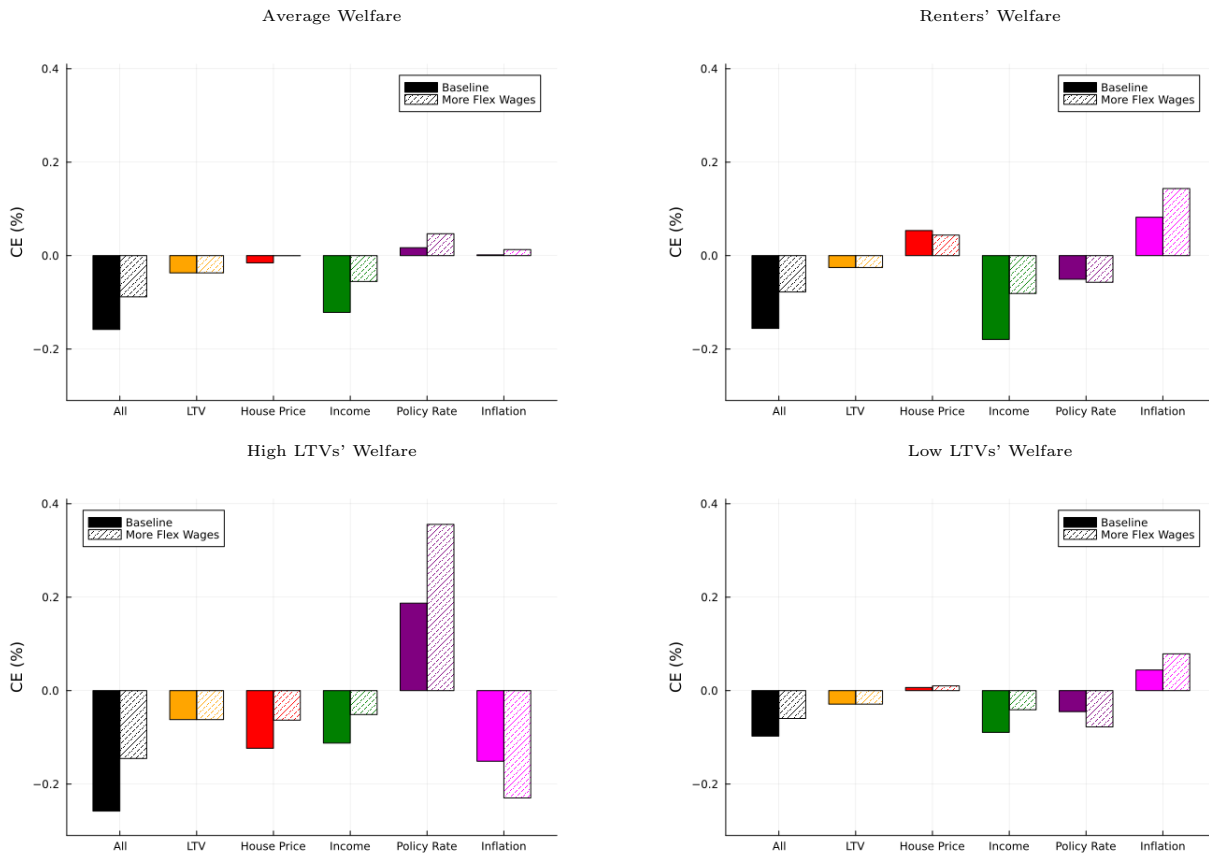 Average Welfare
CE (%)
0.4
0.2
0.0
−0.2
Baseline
More Flex Wages
All LTV House Price Income Policy Rate Inflation
Renters' Welfare
CE (%)
0.4
0.2
0.0
−0.2
Baseline
More Flex Wages
All LTV House Price Income Policy Rate Inflation
High LTVs' Welfare
CE (%)
0.4
0.2
0.0
−0.2
Baseline
More Flex Wages
All LTV House Price Income Policy Rate Inflation
Low LTVs' Welfare
CE (%)
0.4
0.2
0.0
−0.2
Baseline
More Flex Wages
All LTV House Price Income Policy Rate Inflation